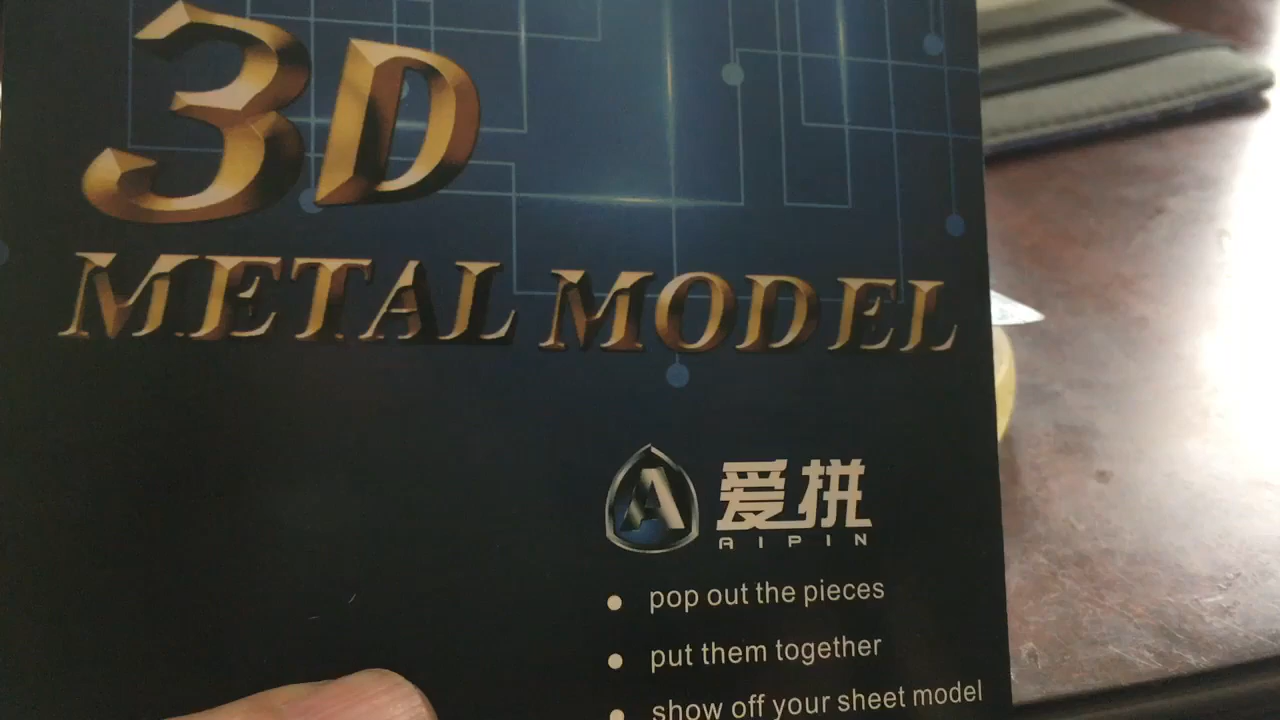 3D
METAL MODEL
A 爱拼
AIPIN
• pop out the pieces
• put them together
• show off your sheet model